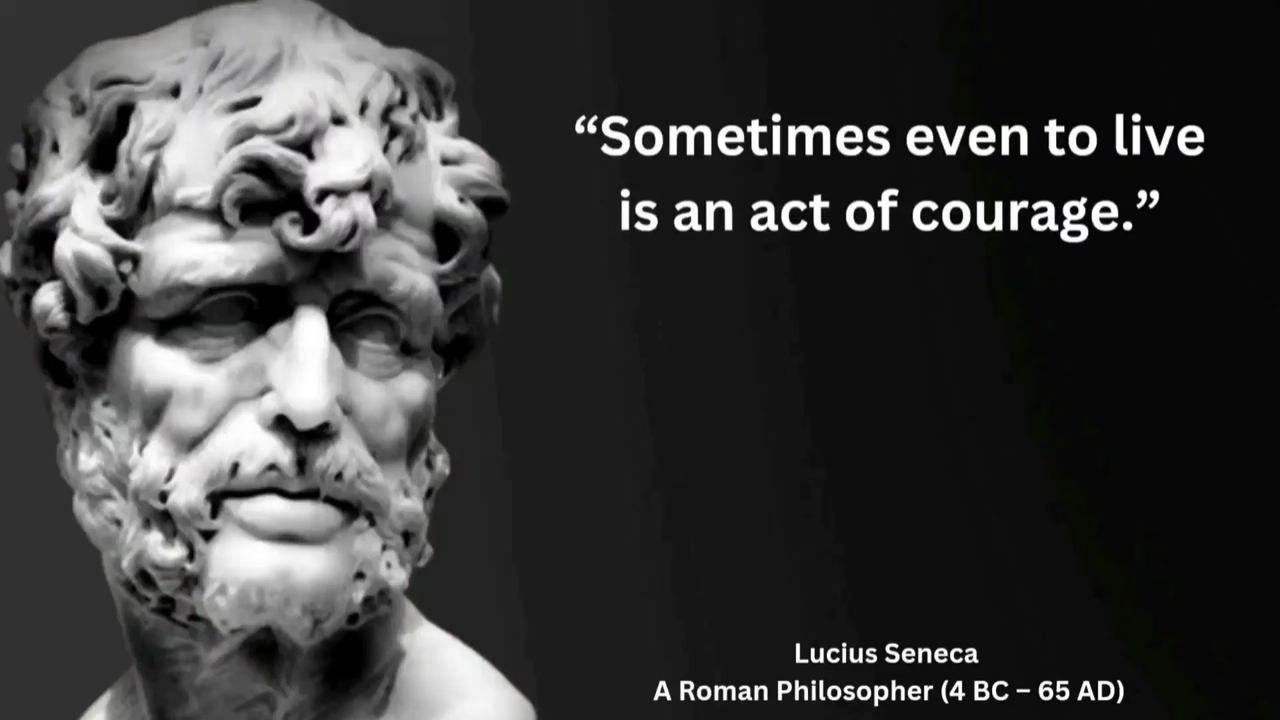 “Sometimes even to live
is an act of courage.”
Lucius Seneca
A Roman Philosopher (4 BC – 65 AD)